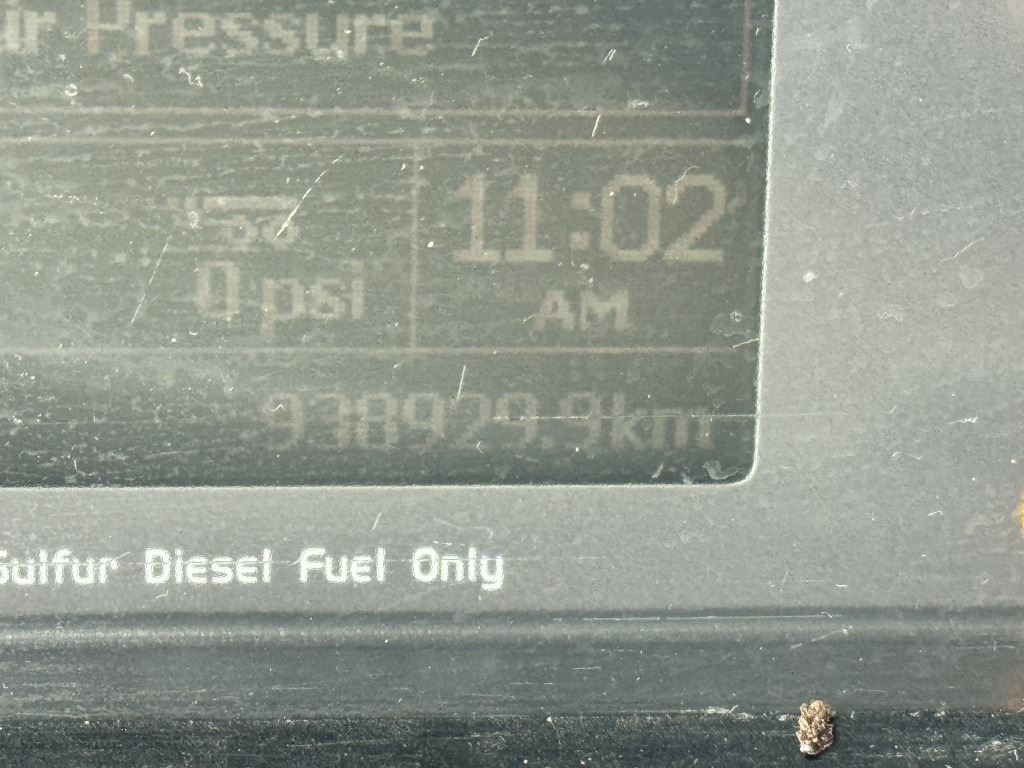 ir Pressure
11:02
0 psi
AM
938929.9km
Sulfur Diesel Fuel Only